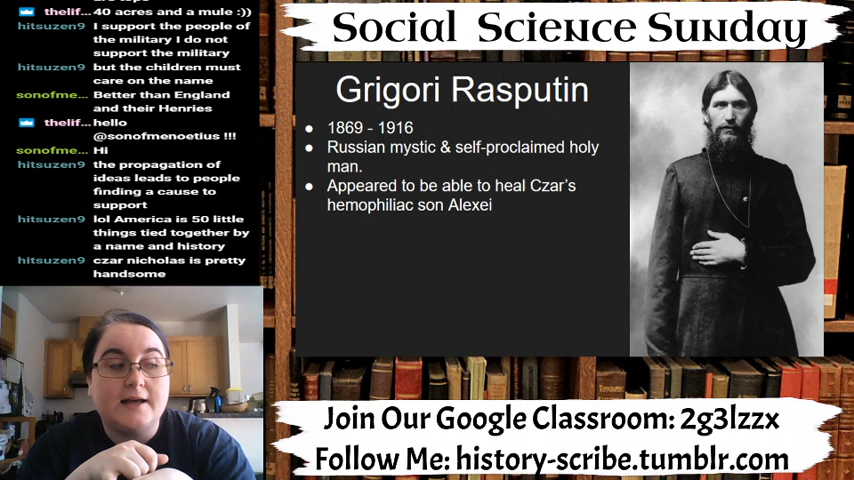 thelif... 40 acres and a mule :))
hitsuzen9 I support the people of
the military I do not
support the military
hitsuzen9 but the children must
care on the name
sonofme... Better than England
and their Henries
thelif... hello
@sonofmenoetius !!!
sonofme... Hi
hitsuzen9 the propagation of
ideas leads to people
finding a cause to
support
hitsuzen9 lol America is 50 little
things tied together by
a name and history
hitsuzen9 czar nicholas is pretty
handsome
Social Science Sunday
Grigori Rasputin
● 1869 - 1916
● Russian mystic & self-proclaimed holy
man.
● Appeared to be able to heal Czar's
hemophiliac son Alexei
Join Our Google Classroom: 2g3lzzx
Follow Me: history-scribe.tumblr.com